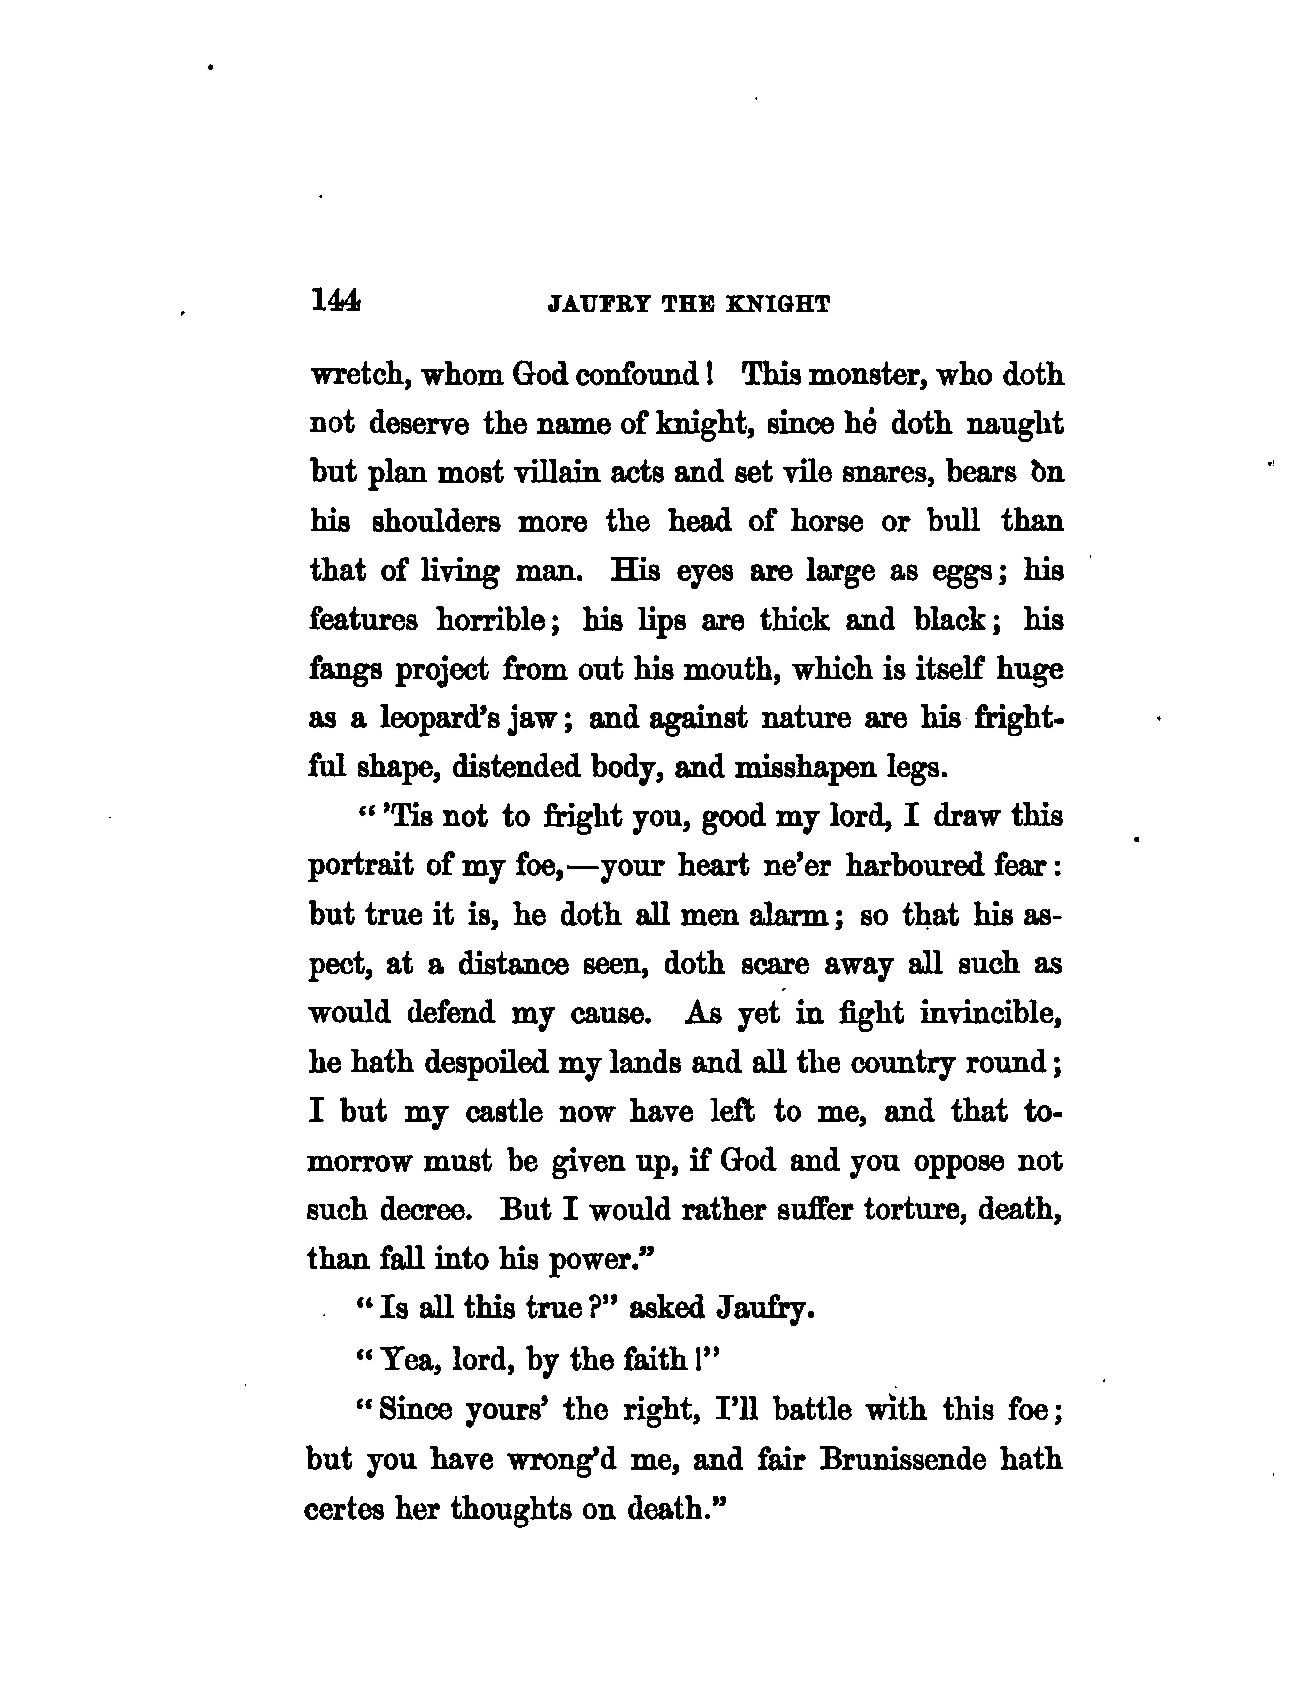 144 JAUFRY THE KNIGHT
wretch, whom God confound! This monster, who doth
not deserve the name of knight, since he doth naught
but plan most villain acts and set vile snares, bears on
his shoulders more the head of horse or bull than
that of living man. His eyes are large as eggs; his
features horrible; his lips are thick and black; his
fangs project from out his mouth, which is itself huge
as a leopard's jaw; and against nature are his fright-
ful shape, distended body, and misshapen legs.
"'Tis not to fright you, good my lord, I draw this
portrait of my foe,—your heart ne'er harboured fear:
but true it is, he doth all men alarm; so that his as-
pect, at a distance seen, doth scare away all such as
would defend my cause. As yet in fight invincible,
he hath despoiled my lands and all the country round;
I but my castle now have left to me, and that to-
morrow must be given up, if God and you oppose not
such decree. But I would rather suffer torture, death,
than fall into his power."
"Is all this true?" asked Jaufry.
"Yea, lord, by the faith!"
"Since yours' the right, I'll battle with this foe;
but you have wrong'd me, and fair Brunissende hath
certes her thoughts on death."